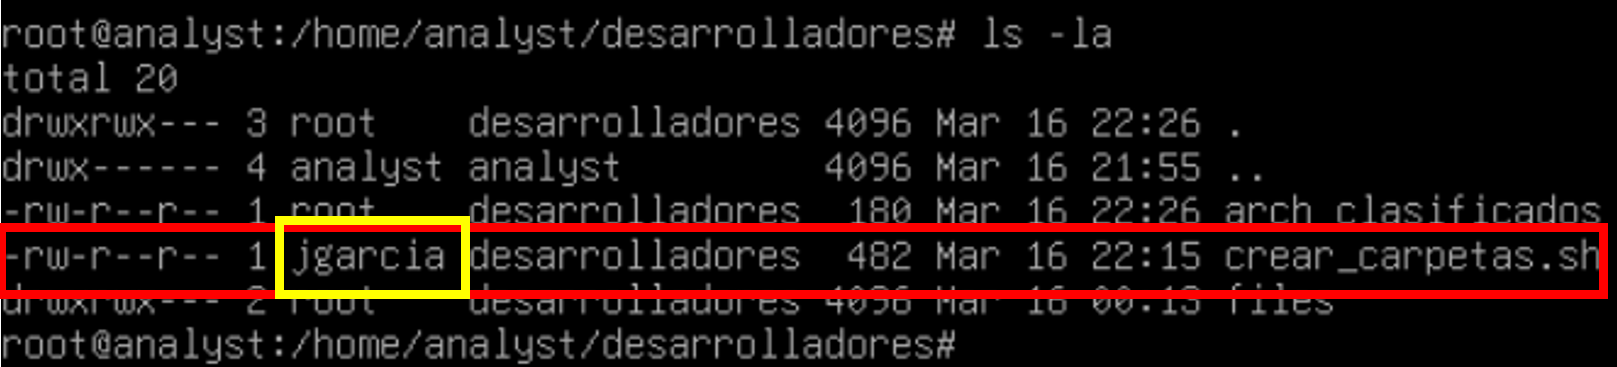 root@analyst:/home/analyst/desarrolladores# ls -la
total 20
drwxrwx--- 3 root    desarrolladores 4096 Mar 16 22:26 .
drwx------ 4 analyst analyst         4096 Mar 16 21:55 ..
-rw-r--r-- 1 root    desarrolladores  180 Mar 16 22:26 arch_clasificados
-rw-r--r-- 1 jgarcia desarrolladores  482 Mar 16 22:15 crear_carpetas.sh
drwxrwx--- 2 root    desarrolladores 4096 Mar 16 00:13 files
root@analyst:/home/analyst/desarrolladores#